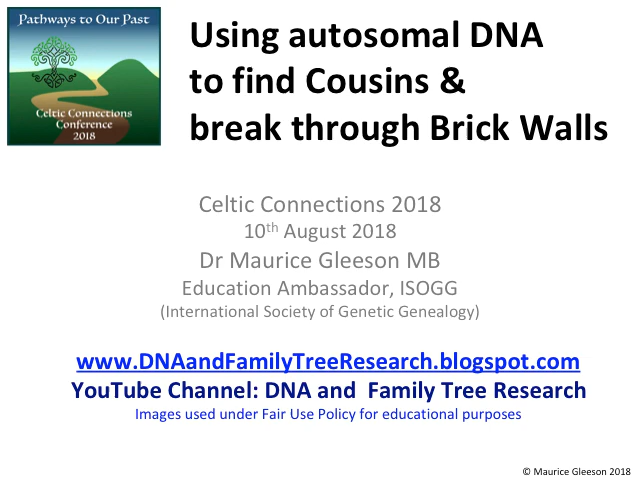 Pathways to Our Past
Celtic Connections
Conference
2018
Using autosomal DNA
to find Cousins &
break through Brick Walls
Celtic Connections 2018
10th August 2018
Dr Maurice Gleeson MB
Education Ambassador, ISOGG
(International Society of Genetic Genealogy)
www.DNAandFamilyTreeResearch.blogspot.com
YouTube Channel: DNA and  Family Tree Research
Images used under Fair Use Policy for educational purposes
© Maurice Gleeson 2018